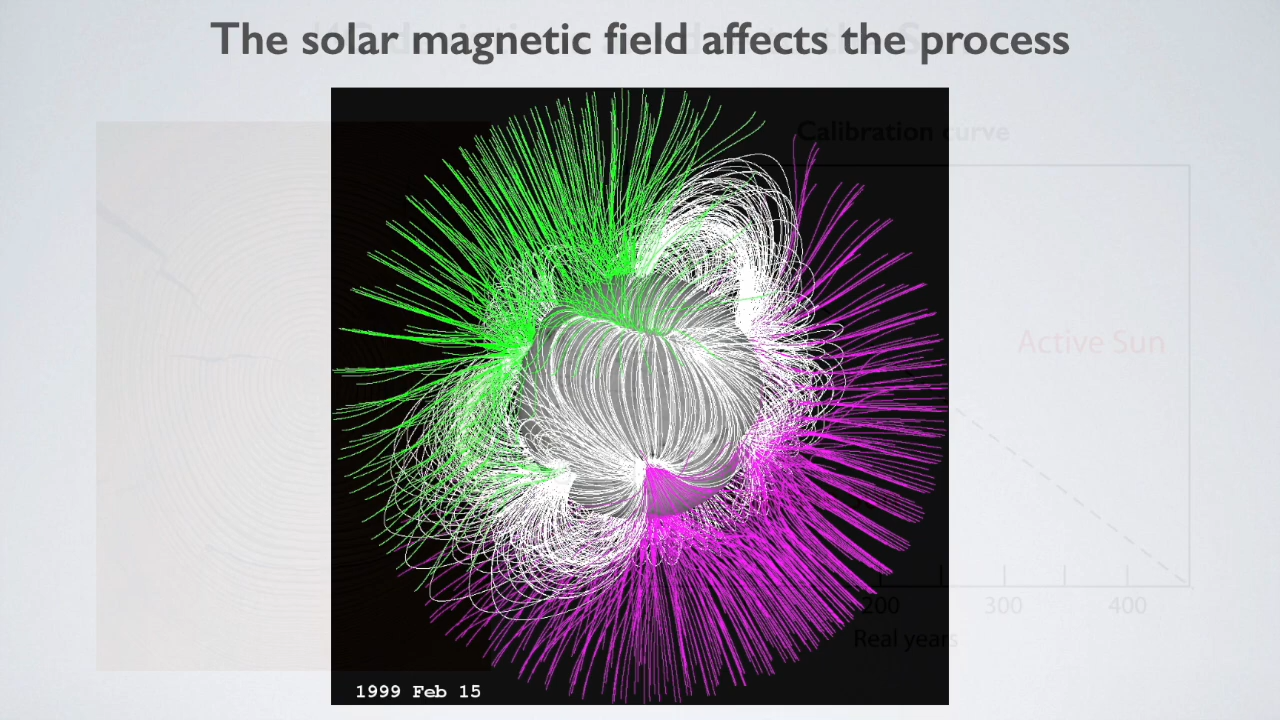 The solar magnetic field affects the process
Calibration curve
Active Sun
200 300 400
Real years
1999 Feb 15